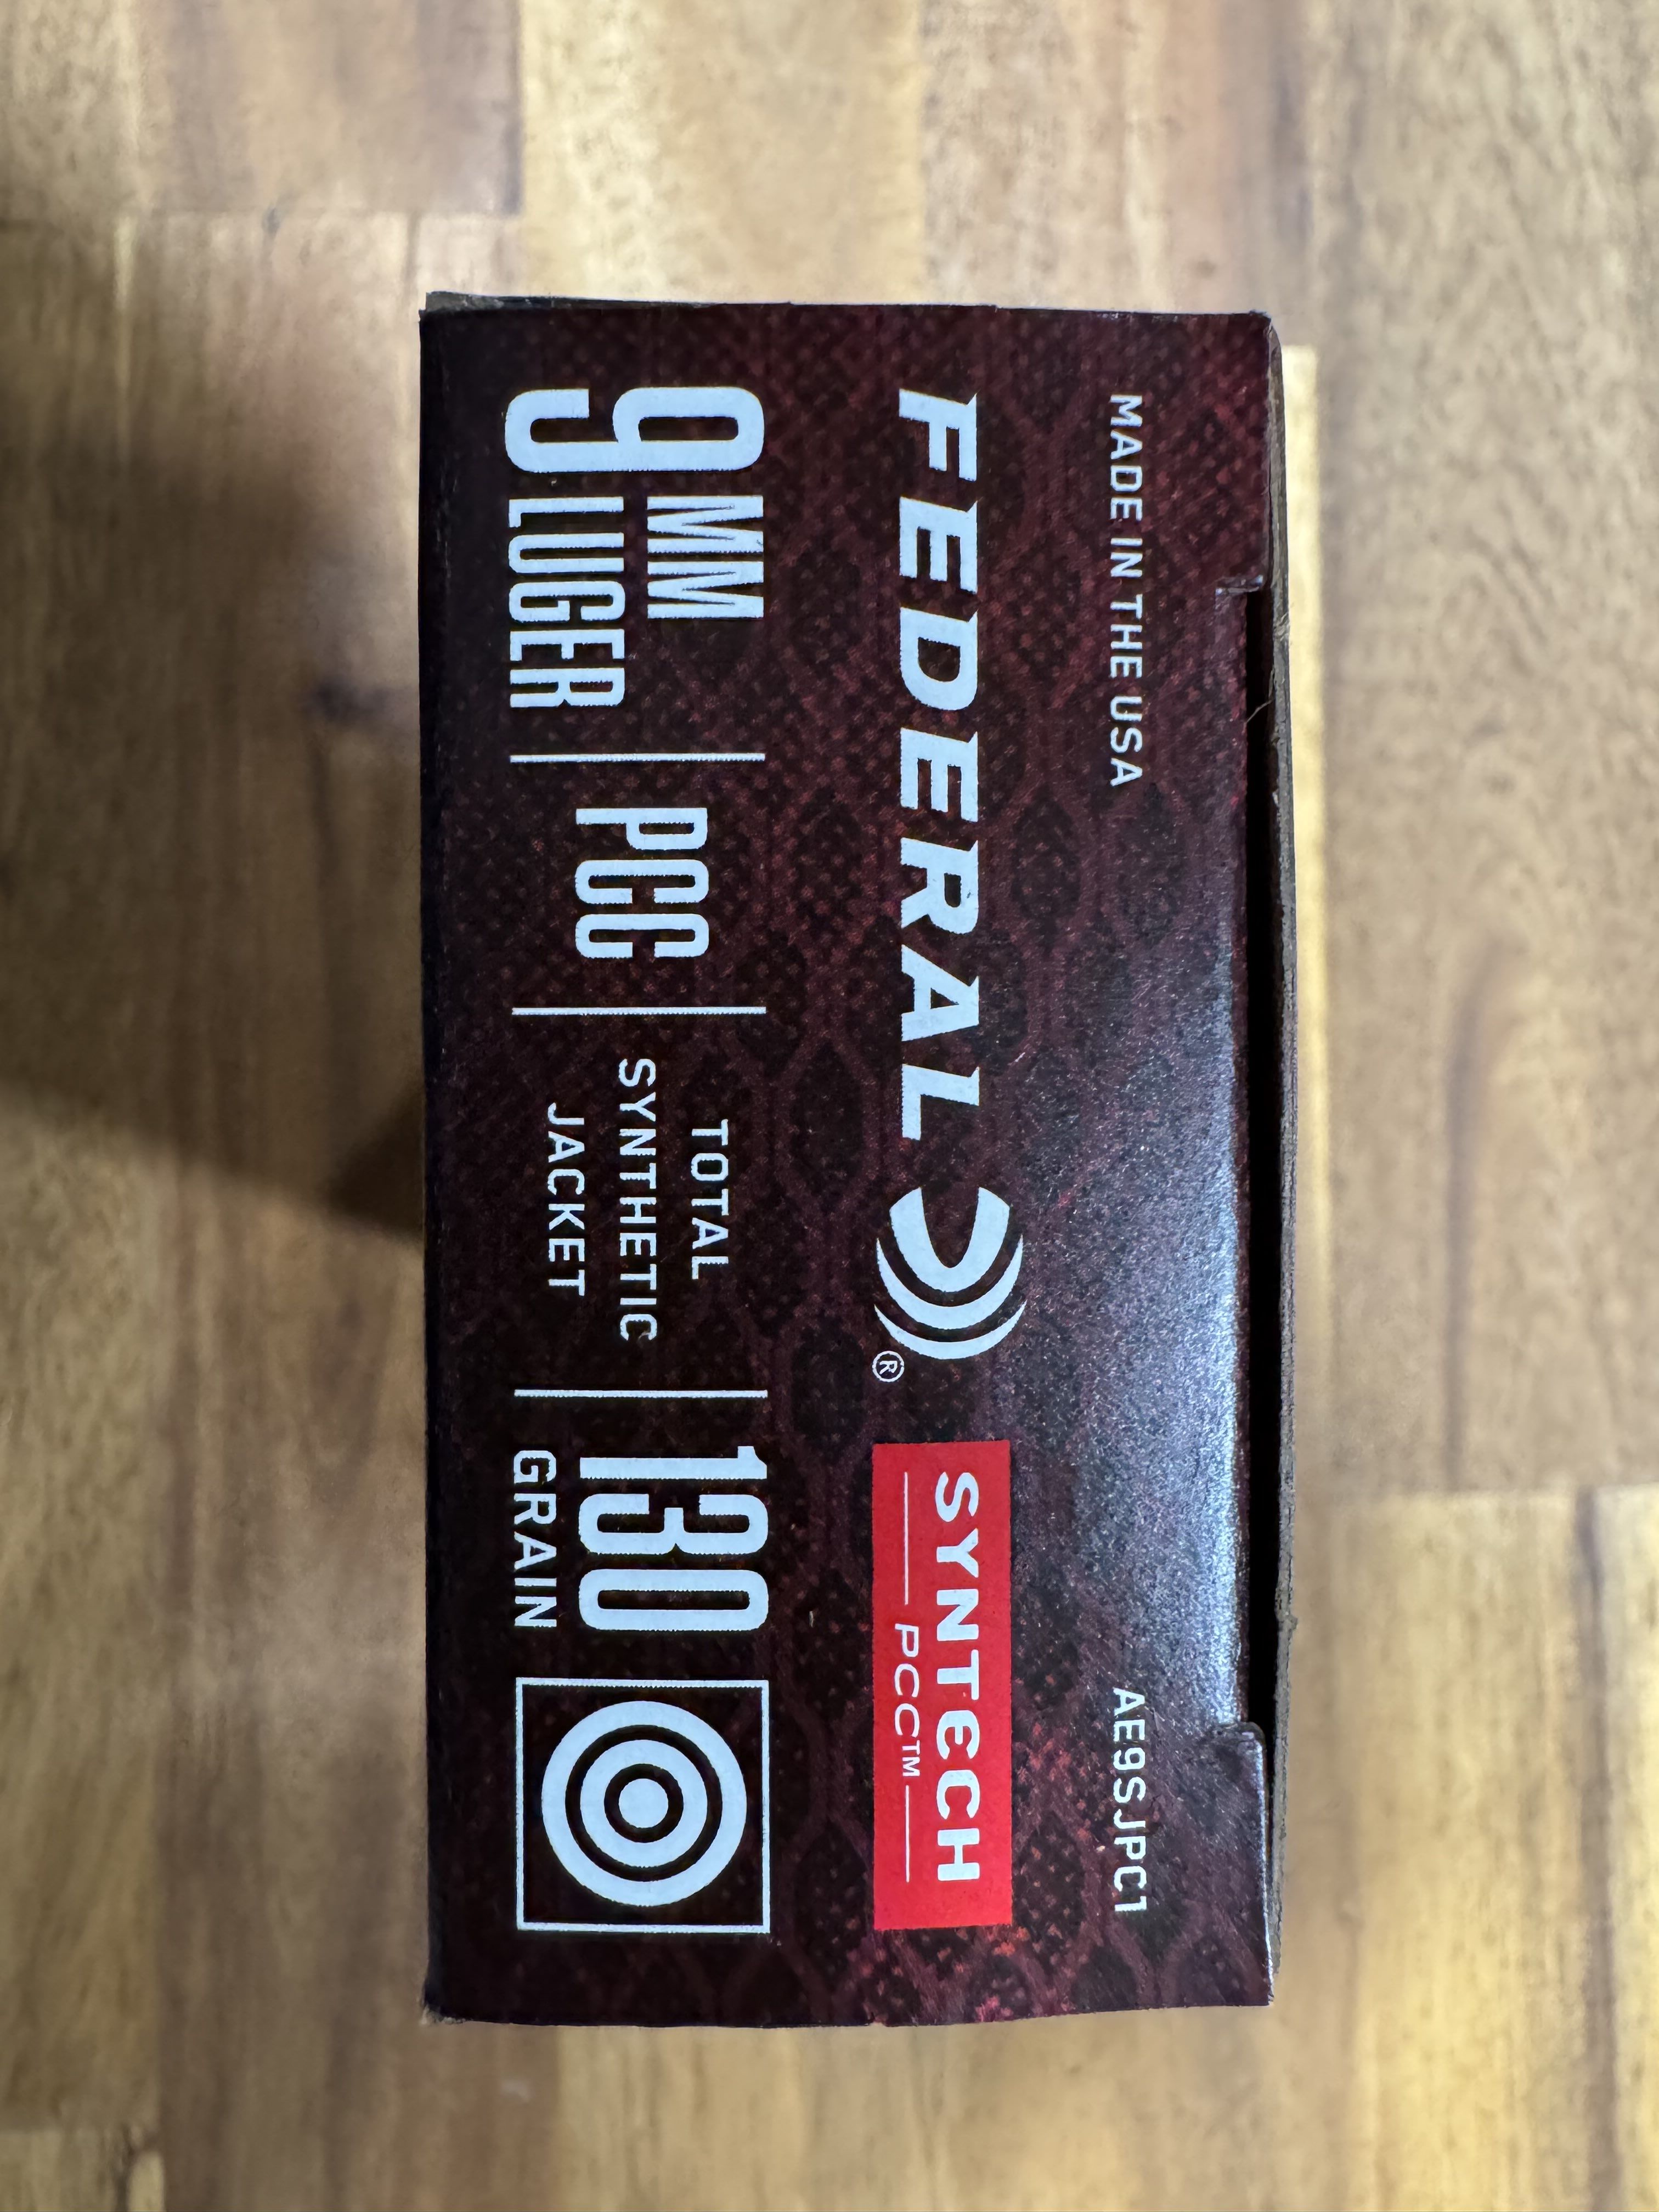 MADE IN THE USA
AE9SJPC1
FEDERAL ®
SYNTECH
PCC™
9MM
LUGER
PCC
TOTAL
SYNTHETIC
JACKET
130
GRAIN